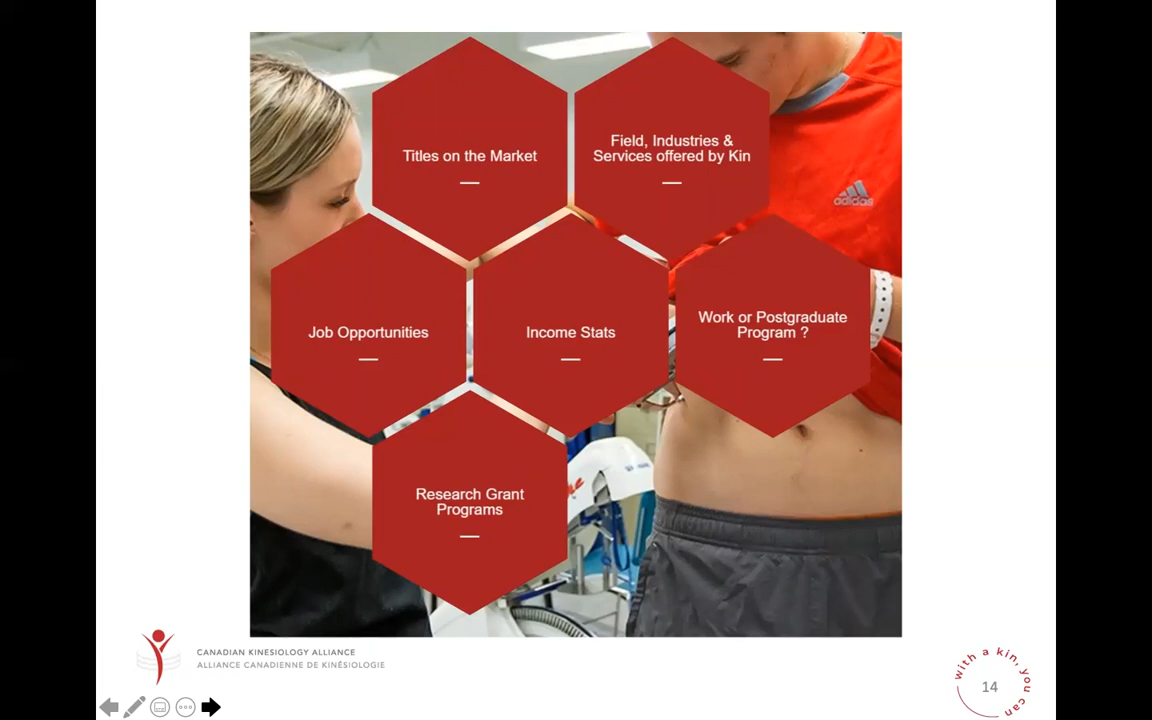 Titles on the Market
Field, Industries &
Services offered by Kin
adidas
Job Opportunities
Income Stats
Work or Postgraduate
Program ?
Research Grant
Programs
CANADIAN KINESIOLOGY ALLIANCE
ALLIANCE CANADIENNE DE KINÉSIOLOGIE
with a kin, you can
14